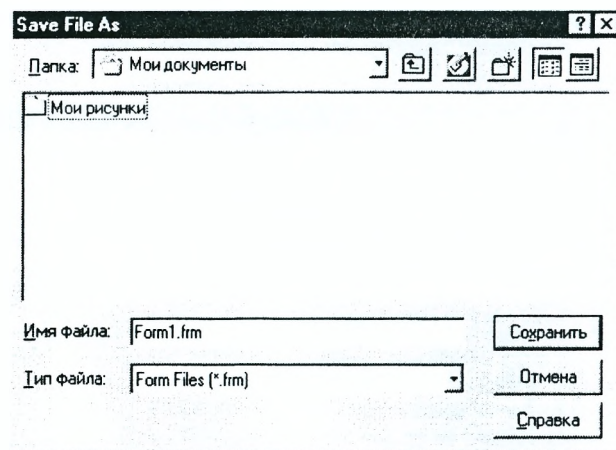 Save File As
Папка: Мои документы
Мои рисунки
Имя файла: Form1.frm Сохранить
Тип файла: Form Files (*.frm) Отмена
Справка